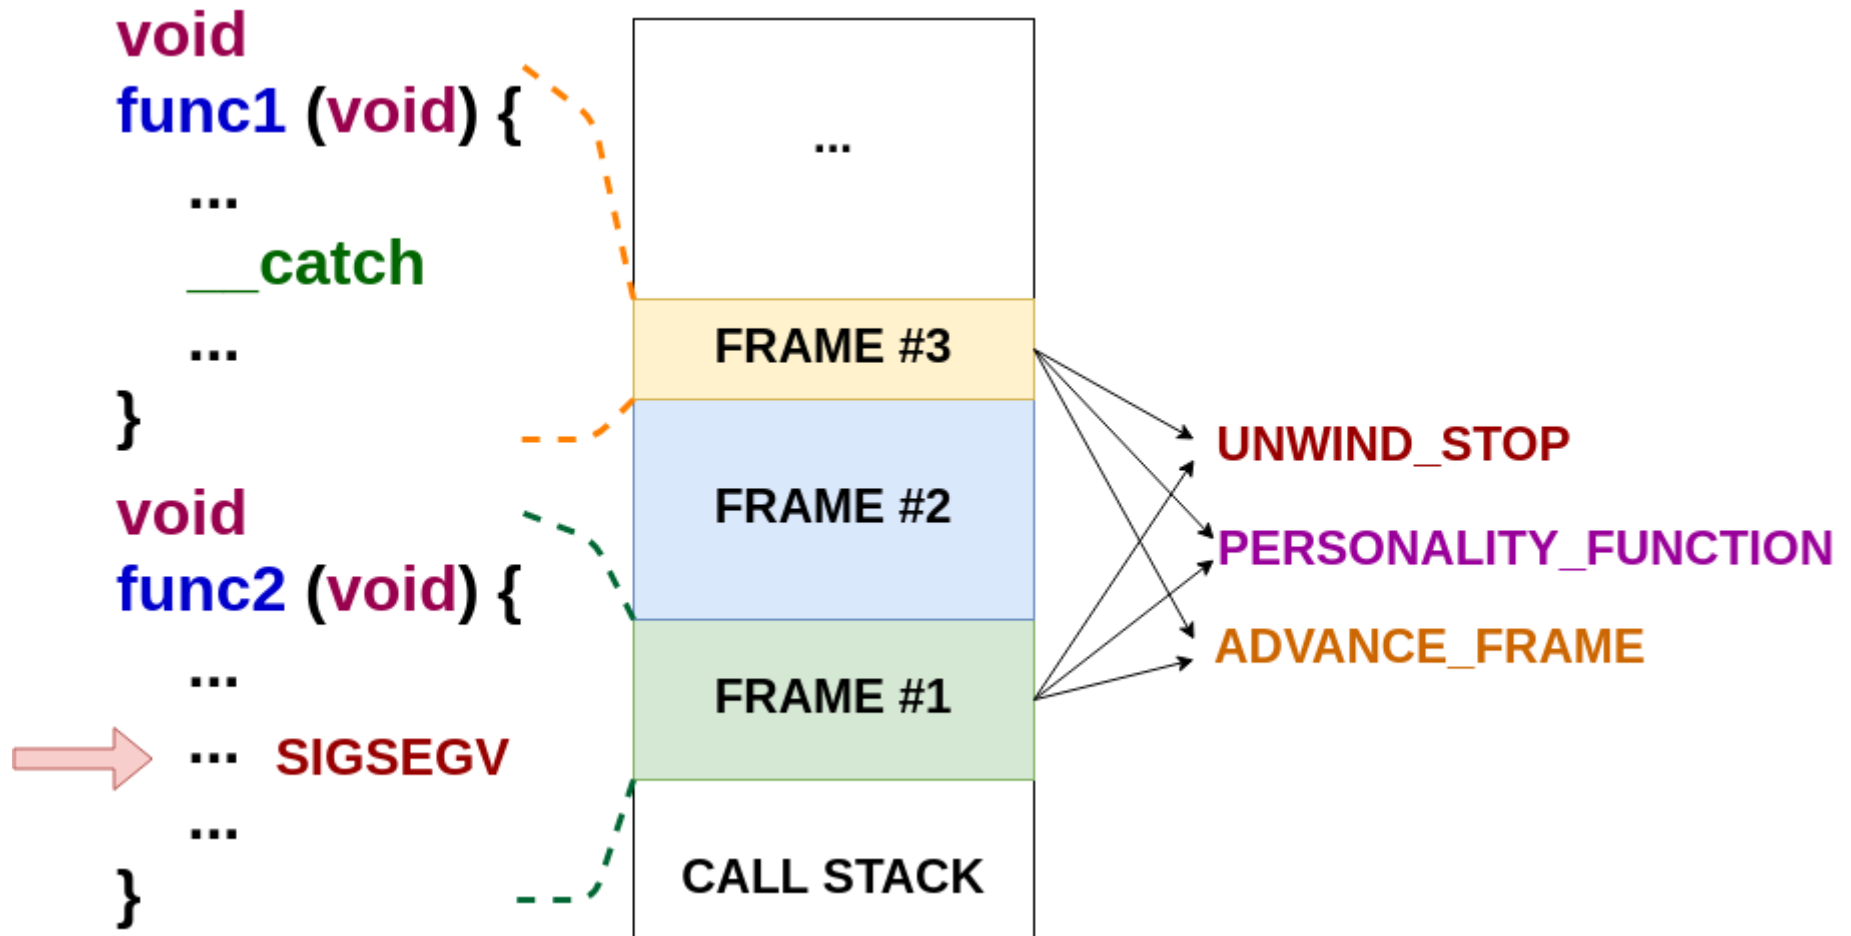 void
func1 (void) {
...
__catch
...
}
void
func2 (void) {
...
... SIGSEGV
...
}
...
FRAME #3
FRAME #2
FRAME #1
CALL STACK
UNWIND_STOP
PERSONALITY_FUNCTION
ADVANCE_FRAME